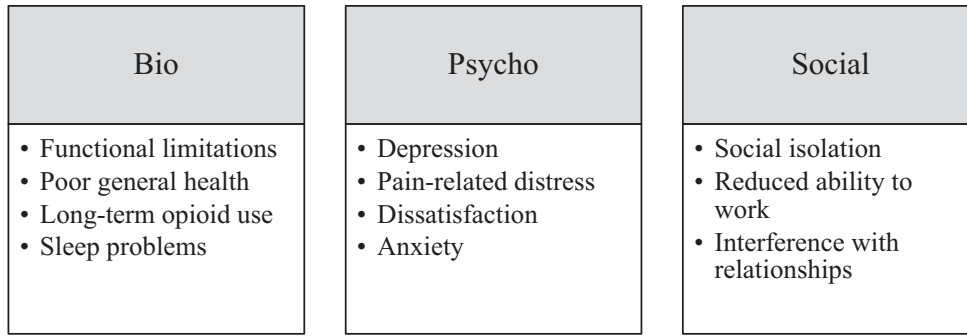 Bio
• Functional limitations
• Poor general health
• Long-term opioid use
• Sleep problems
Psycho
• Depression
• Pain-related distress
• Dissatisfaction
• Anxiety
Social
• Social isolation
• Reduced ability to
work
• Interference with
relationships